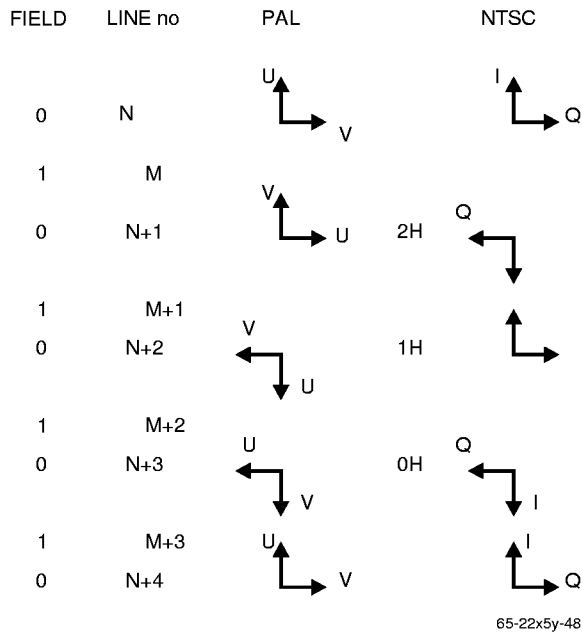 FIELD LINE no PAL NTSC
U I
0 N Q
V
1 M
V
Q
0 N+1 U 2H
1 M+1
V
0 N+2 1H
U
1 M+2
U Q
0 N+3 0H
V I
1 M+3 U I
0 N+4 V Q
65-22x5y-48